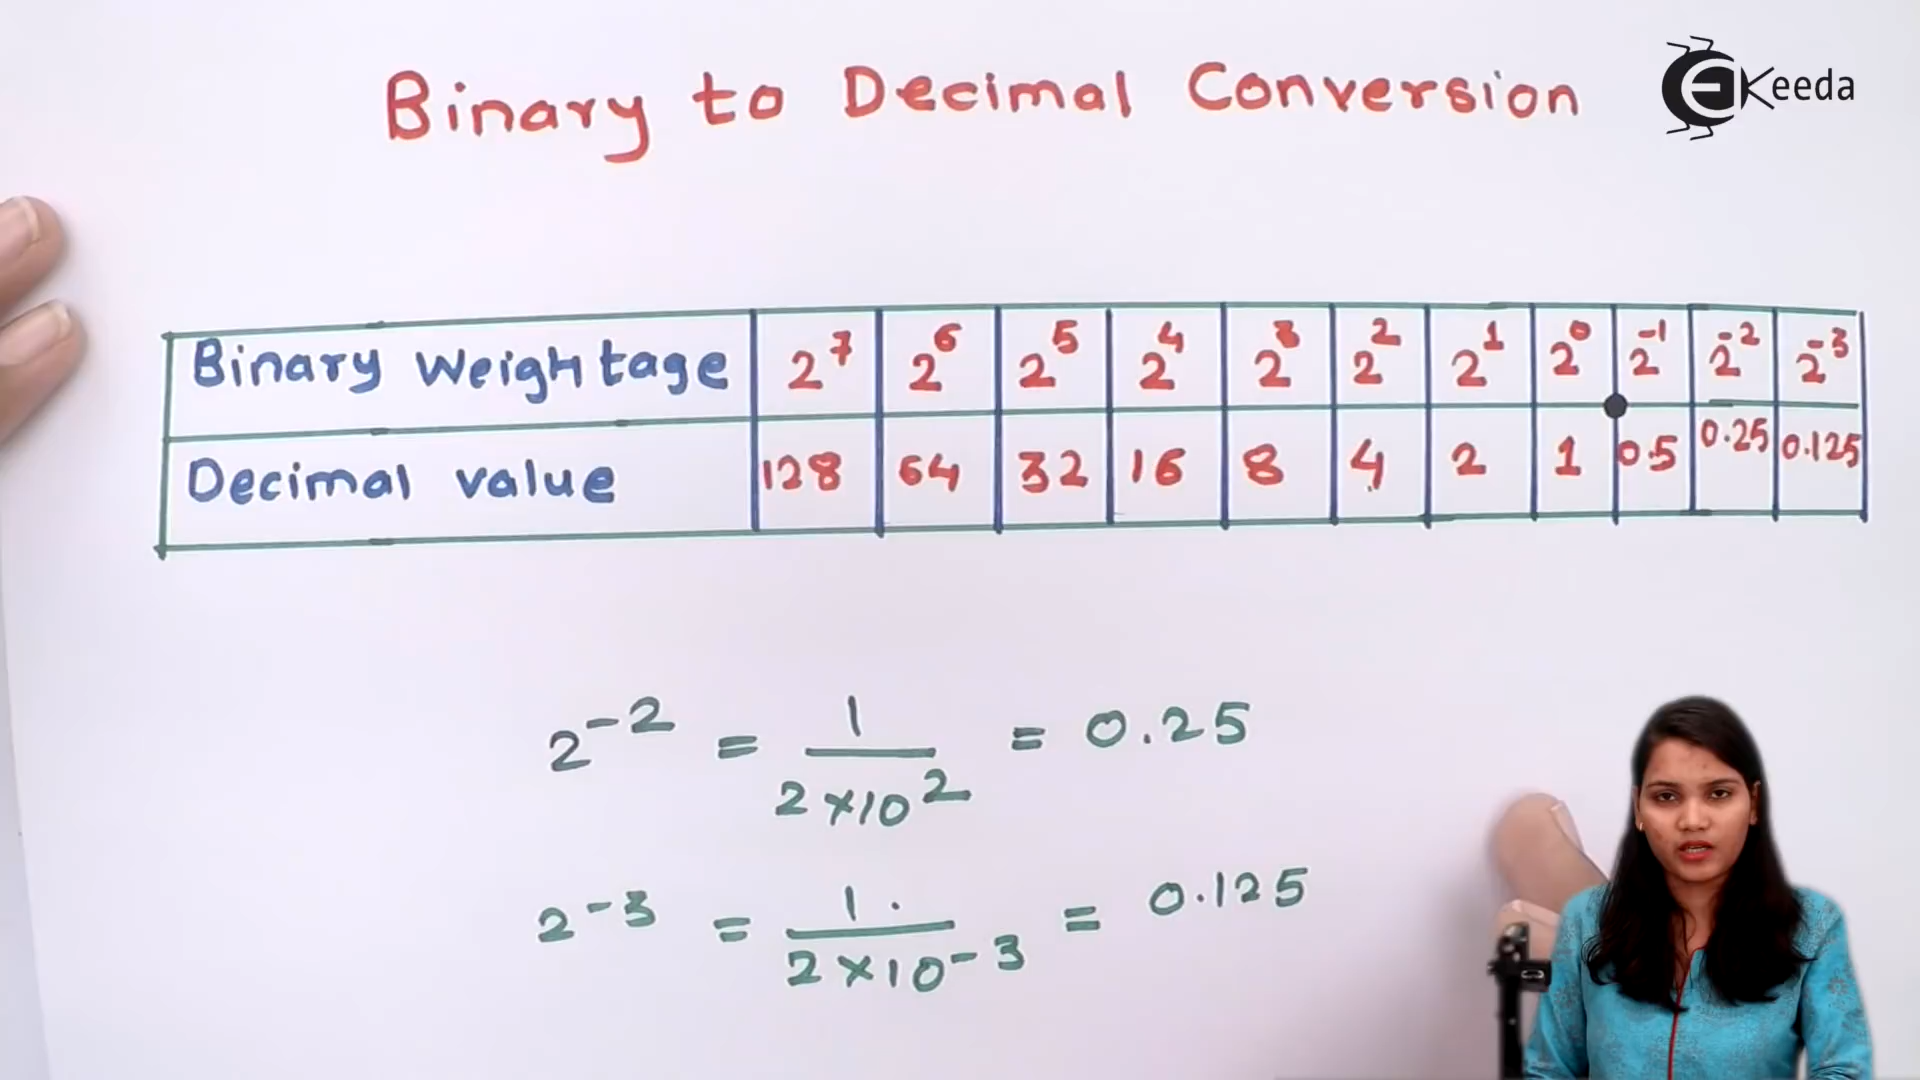 Binary to Decimal Conversion
EKeeda
Binary Weightage 2^7 2^6 2^5 2^4 2^3 2^2 2^1 2^0 2^-1 2^-2 2^-3
Decimal value 128 64 32 16 8 4 2 1 0.5 0.25 0.125
2^-2 = 1/2×10^2 = 0.25
2^-3 = 1/2×10^-3 = 0.125